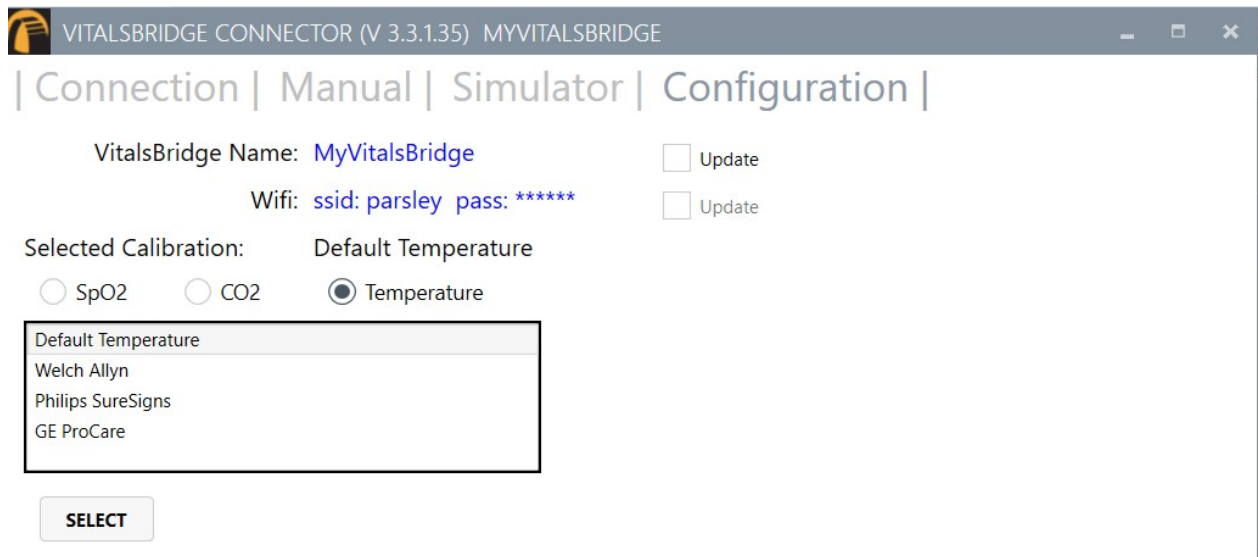 VITALSBRIDGE CONNECTOR (V 3.3.1.35) MYVITALSBRIDGE
| Connection | Manual | Simulator | Configuration |
VitalsBridge Name: MyVitalsBridge Update
Wifi: ssid: parsley pass: ****** Update
Selected Calibration: Default Temperature
SpO2 CO2 Temperature
Default Temperature
Welch Allyn
Philips SureSigns
GE ProCare
SELECT